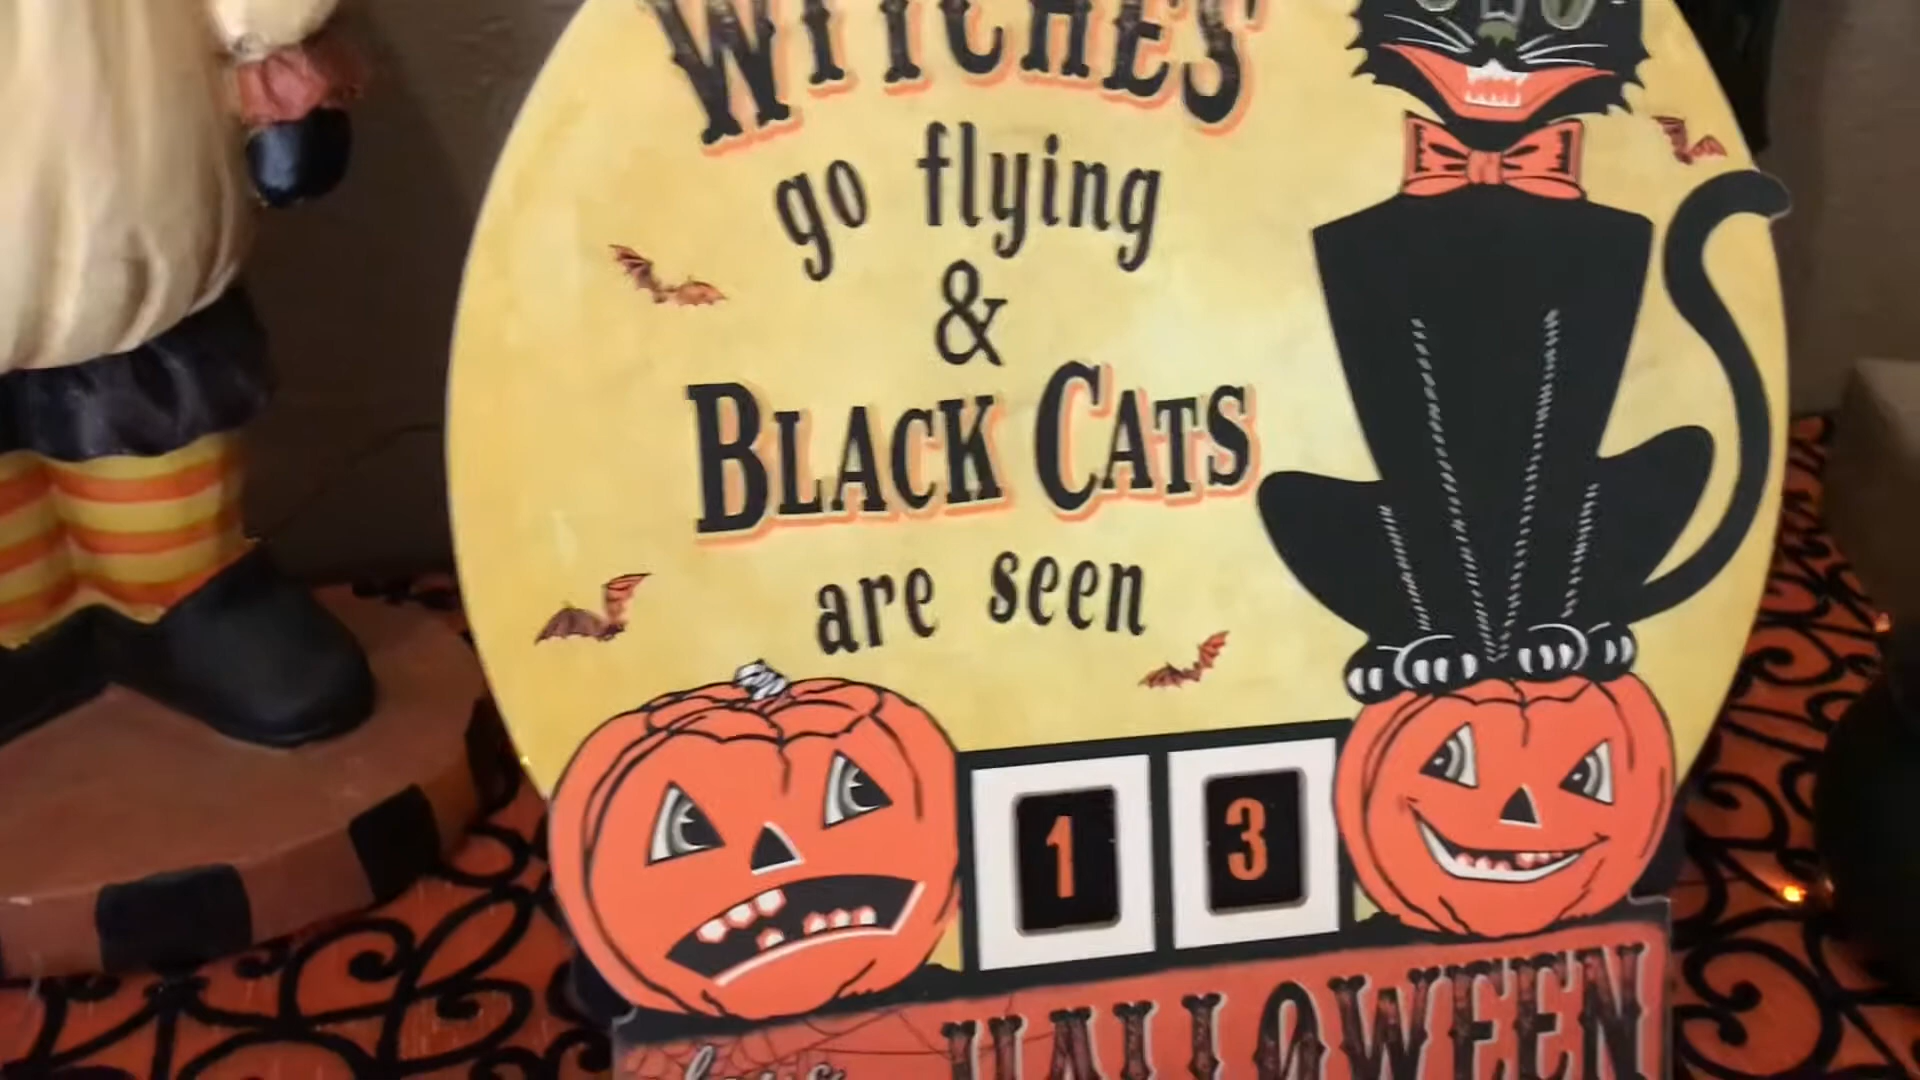 WITCHES
go flying
&
BLACK CATS
are seen
1 3
HALLOWEEN